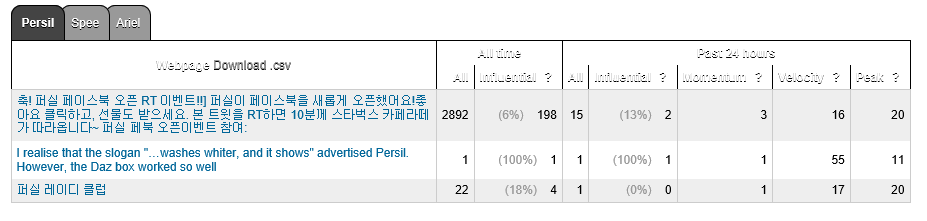 Persil Spee Ariel
All time Past 24 hours
Webpage Download .csv
All Influential ? All Influential ? Momentum ? Velocity ? Peak ?
축! 퍼실 페이스북 오픈 RT 이벤트!!] 퍼실이 페이스북을 새롭게 오픈했어요!좋
아요 클릭하고, 선물도 받으세요. 본 트윗을 RT하면 10분께 스타벅스 카페라떼
가 따라옵니다~ 퍼실 페북 오픈이벤트 참여:
2892 (6%) 198 15 (13%) 2 3 16 20
I realise that the slogan "...washes whiter, and it shows" advertised Persil.
However, the Daz box worked so well
1 (100%) 1 1 (100%) 1 1 55 11
퍼실 레이디 클럽 22 (18%) 4 1 (0%) 0 1 17 20